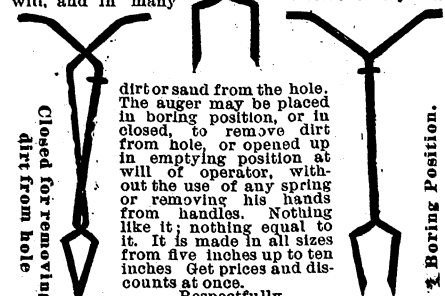 will, and in many
dirt or sand from the hole.
The auger may be placed
in boring position, or in
closed, to remove dirt
from hole, or opened up
in emptying position at
will of operator, with-
out the use of any spring
or removing his hands
from handles. Nothing
like it; nothing equal to
it. It is made in all sizes
from five inches up to ten
inches Get prices and dis-
counts at once.
Respectfully
Closed for removing
dirt from hole
Boring Position.